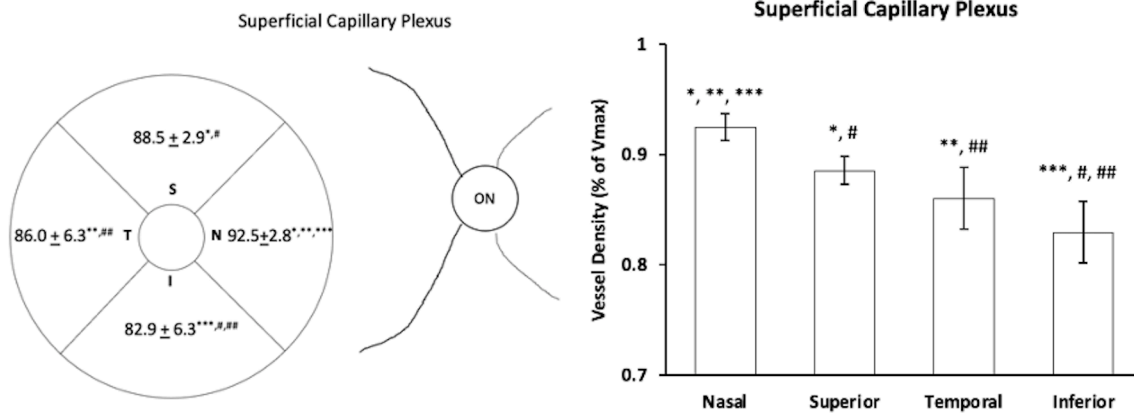 Superficial Capillary Plexus
88.5 ± 2.9*,#
S
86.0 ± 6.3**,##
T
N
92.5±2.8*,**,***
I
82.9 ± 6.3***,#,##
ON
Superficial Capillary Plexus
Vessel Density (% of Vmax)
1
0.9
0.8
0.7
*, **, ***
*, #
**, ##
***, #, ##
Nasal
Superior
Temporal
Inferior